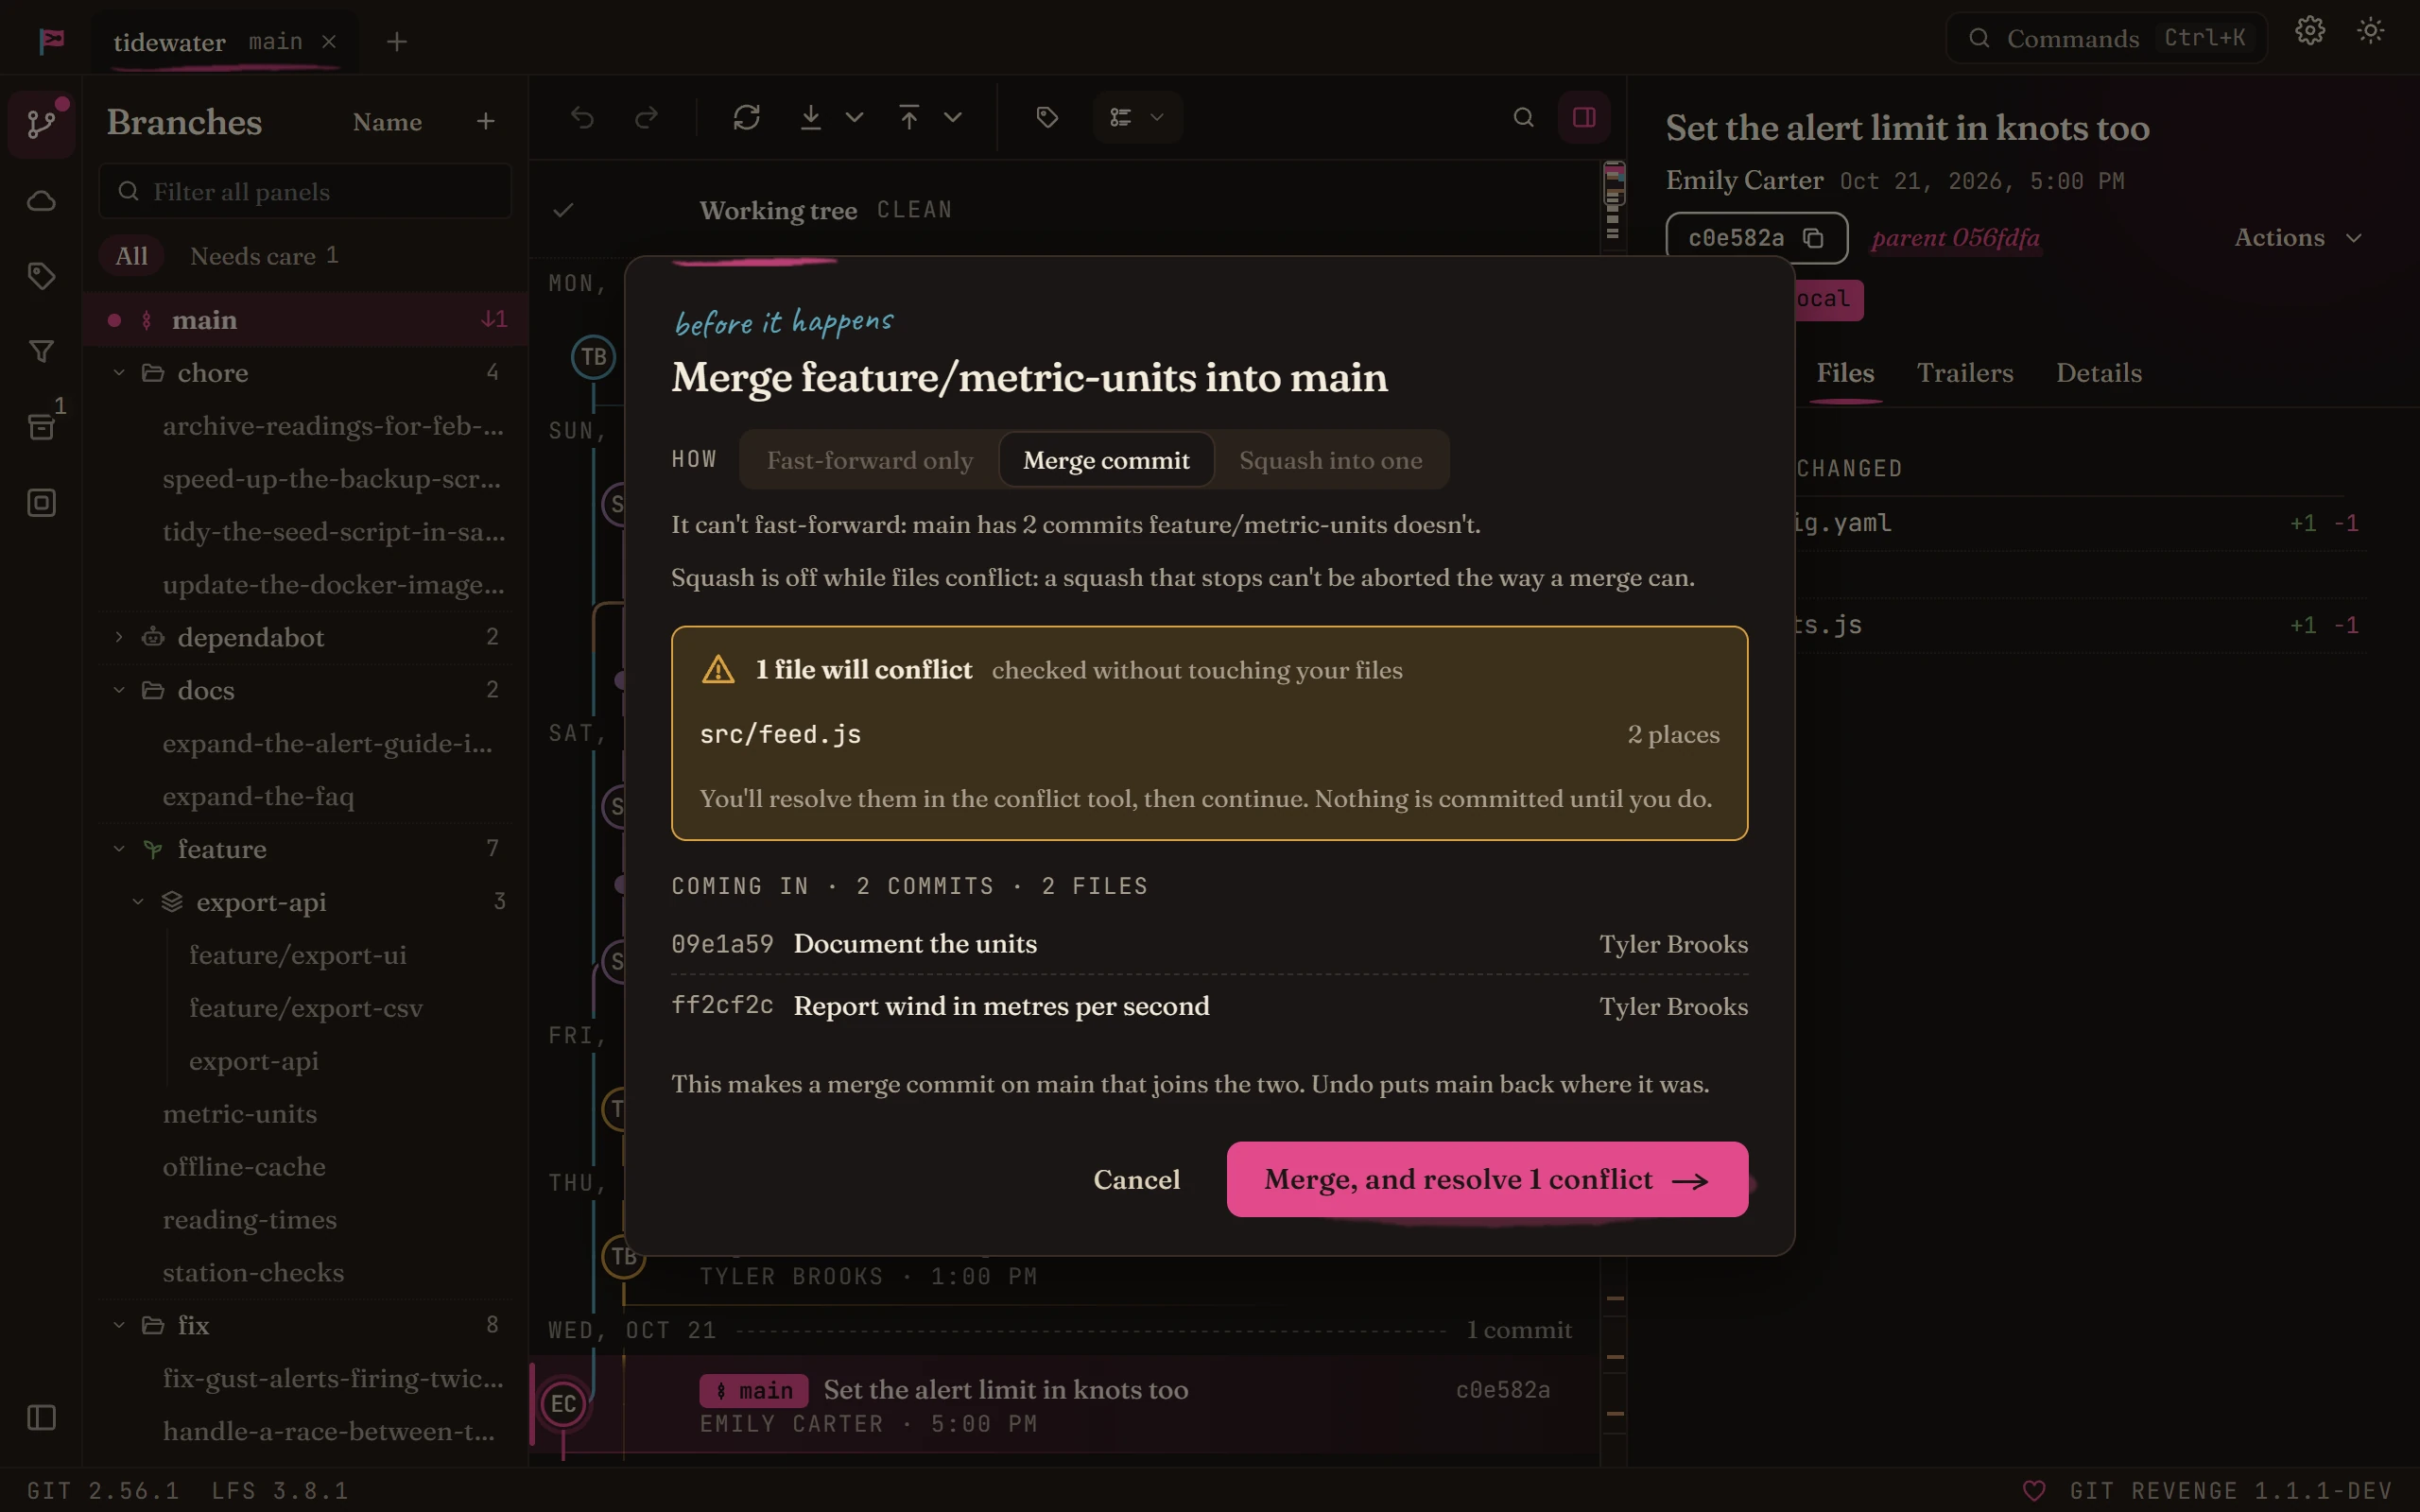 tidewater main
Commands Ctrl+K
Branches Name
Filter all panels
All Needs care 1
main ↓1
chore 4
archive-readings-for-feb-...
speed-up-the-backup-scr...
tidy-the-seed-script-in-sa...
update-the-docker-image...
dependabot 2
docs 2
expand-the-alert-guide-i...
expand-the-faq
feature 7
export-api 3
feature/export-ui
feature/export-csv
export-api
metric-units
offline-cache
reading-times
station-checks
fix 8
fix-gust-alerts-firing-twic...
handle-a-race-between-t...
1
Working tree CLEAN
MON,
TB
SUN,
S
SAT,
S
S
FRI,
T
THU,
TB
TYLER BROOKS · 1:00 PM
WED, OCT 21 1 commit
EC
main Set the alert limit in knots too c0e582a
EMILY CARTER · 5:00 PM
before it happens
Merge feature/metric-units into main
HOW Fast-forward only Merge commit Squash into one
It can't fast-forward: main has 2 commits feature/metric-units doesn't.
Squash is off while files conflict: a squash that stops can't be aborted the way a merge can.
1 file will conflict checked without touching your files
src/feed.js 2 places
You'll resolve them in the conflict tool, then continue. Nothing is committed until you do.
COMING IN · 2 COMMITS · 2 FILES
09e1a59 Document the units Tyler Brooks
ff2cf2c Report wind in metres per second Tyler Brooks
This makes a merge commit on main that joins the two. Undo puts main back where it was.
Cancel Merge, and resolve 1 conflict →
Set the alert limit in knots too
Emily Carter Oct 21, 2026, 5:00 PM
c0e582a parent 056fdfa Actions
ocal
Files Trailers Details
CHANGED
ig.yaml +1 -1
ts.js +1 -1
GIT 2.56.1 LFS 3.8.1
GIT REVENGE 1.1.1-DEV